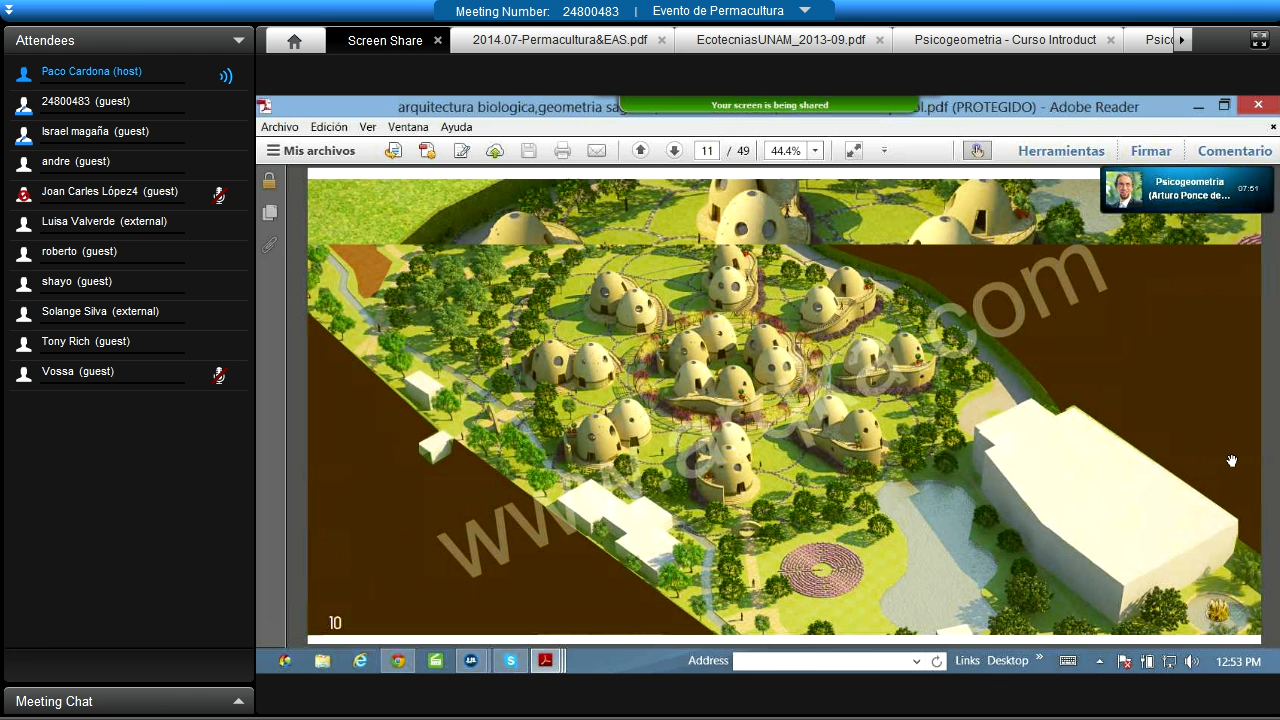 Meeting Number: 24800483 | Evento de Permacultura
Attendees
Screen Share
2014.07-Permacultura&EAS.pdf
EcotecniasUNAM_2013-09.pdf
Psicogeometria - Curso Introduct
Psico
Paco Cardona (host)
24800483 (guest)
Israel magaña (guest)
andre (guest)
Joan Carles López4 (guest)
Luisa Valverde (external)
roberto (guest)
shayo (guest)
Solange Silva (external)
Tony Rich (guest)
Vossa (guest)
Meeting Chat
arquitectura biologica,geometria sa
Your screen is being shared
ol.pdf (PROTEGIDO) - Adobe Reader
Archivo Edición Ver Ventana Ayuda
Mis archivos
11 / 49
44.4%
Herramientas
Firmar
Comentario
Psicogeometria
(Arturo Ponce de...
07:51
10
Address
Links Desktop »
12:53 PM